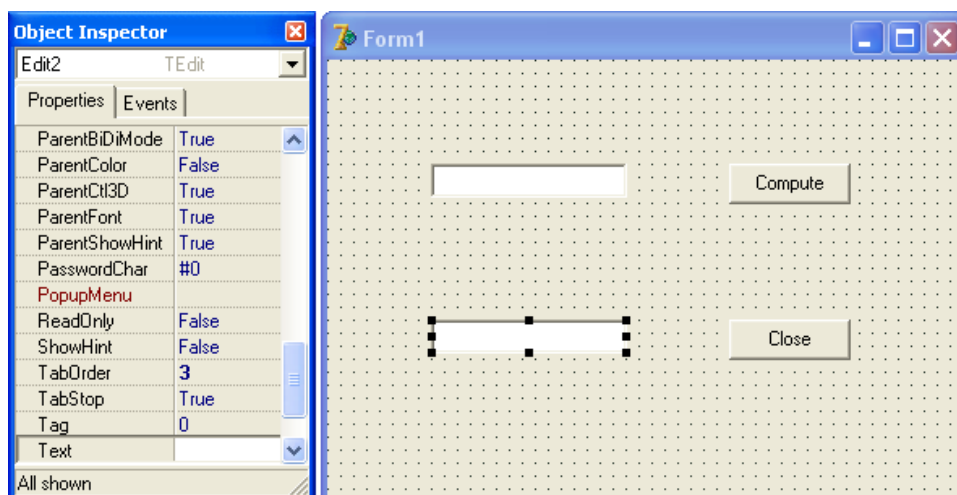 Object Inspector
Edit2 TEdit
Properties Events
ParentBiDiMode True
ParentColor False
ParentCtl3D True
ParentFont True
ParentShowHint True
PasswordChar #0
PopupMenu
ReadOnly False
ShowHint False
TabOrder 3
TabStop True
Tag 0
Text
All shown
7 Form1
Compute
Close